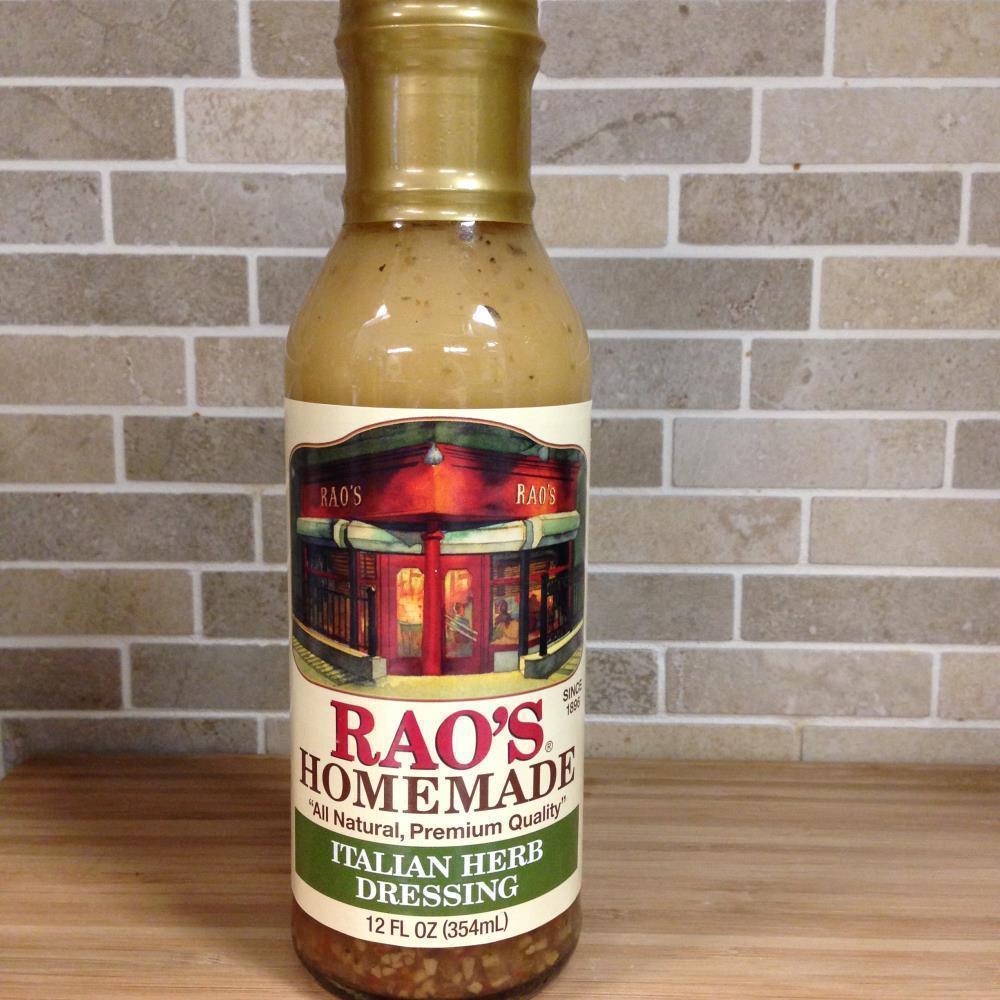 RAO'S RAO'S
SINCE
1896
RAO'S®
HOMEMADE
"All Natural, Premium Quality"
ITALIAN HERB
DRESSING
12 FL OZ (354mL)